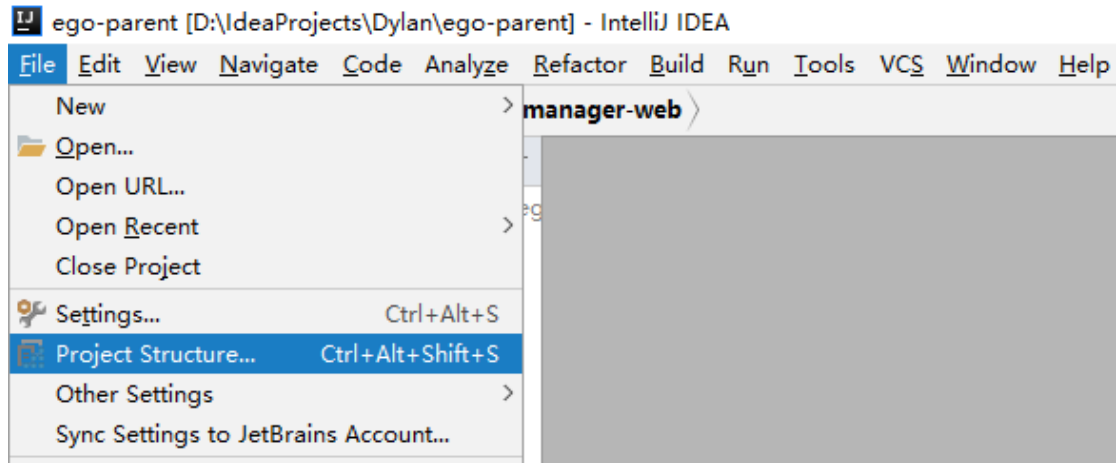 IJ ego-parent [D:\IdeaProjects\Dylan\ego-parent] - IntelliJ IDEA
File Edit View Navigate Code Analyze Refactor Build Run Tools VCS Window Help
New > manager-web
Open...
Open URL...
Open Recent >
Close Project
Settings... Ctrl+Alt+S
Project Structure... Ctrl+Alt+Shift+S
Other Settings >
Sync Settings to JetBrains Account...